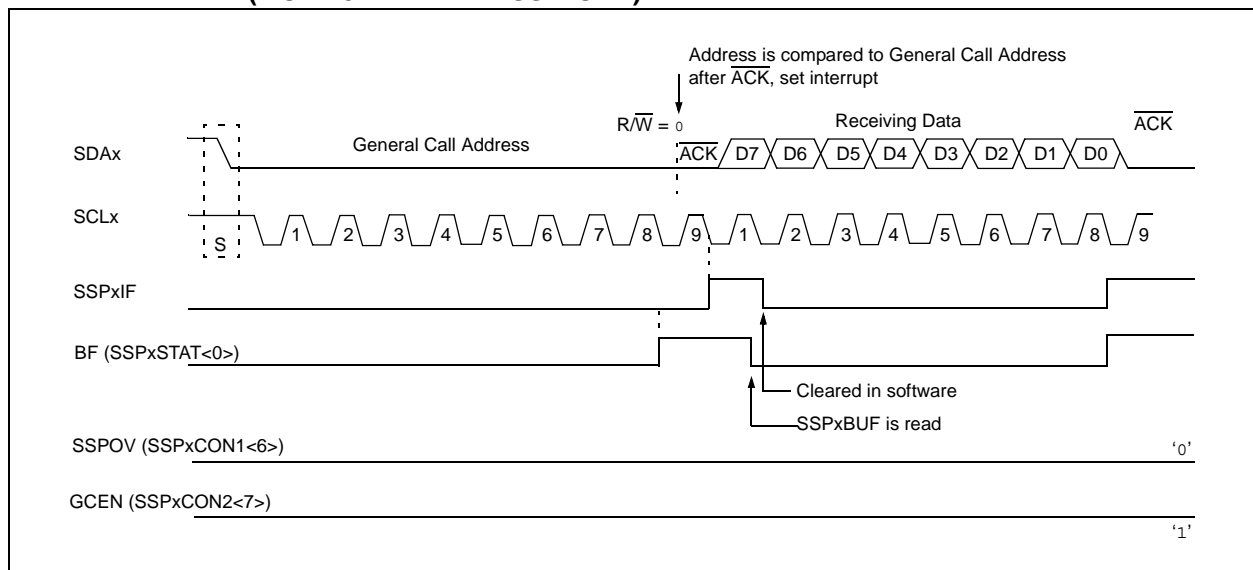 Address is compared to General Call Address
after ACK, set interrupt
R/W = 0
Receiving Data
ACK
SDAx
General Call Address
ACK D7 D6 D5 D4 D3 D2 D1 D0
SCLx
S 1 2 3 4 5 6 7 8 9 1 2 3 4 5 6 7 8 9
SSPxIF
BF (SSPxSTAT<0>)
Cleared in software
SSPxBUF is read
SSPOV (SSPxCON1<6>)
‘0’
GCEN (SSPxCON2<7>)
‘1’